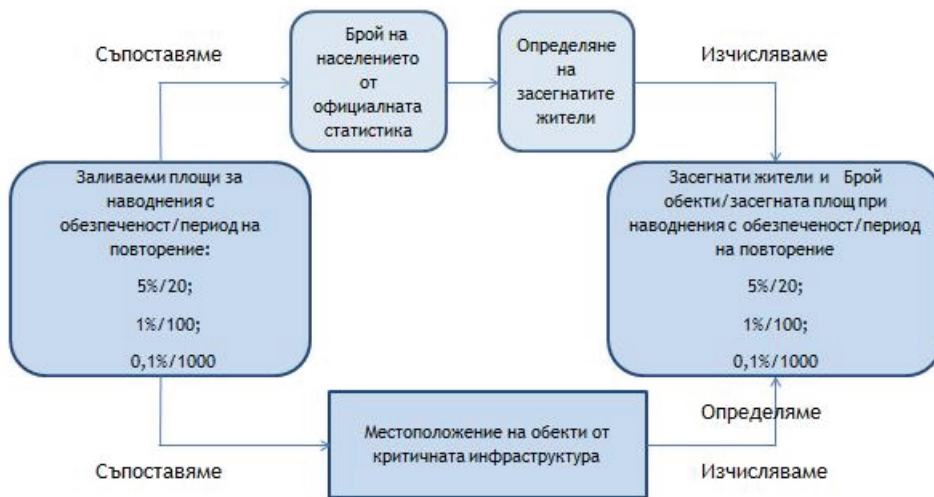 Съпоставяме
Брой на
населението
от
официалната
статистика
Определяне
на
засегнатите
жители
Изчисляваме
Заливаеми площи за
наводнения с
обезпеченост/период на
повторение:
5%/20;
1%/100;
0,1%/1000
Засегнати жители и Брой
обекти/засегната площ при
наводнения с обезпеченост/период
на повторение
5%/20;
1%/100;
0,1%/1000
Местоположение на обекти от
критичната инфраструктура
Определяме
Съпоставяме
Изчисляваме